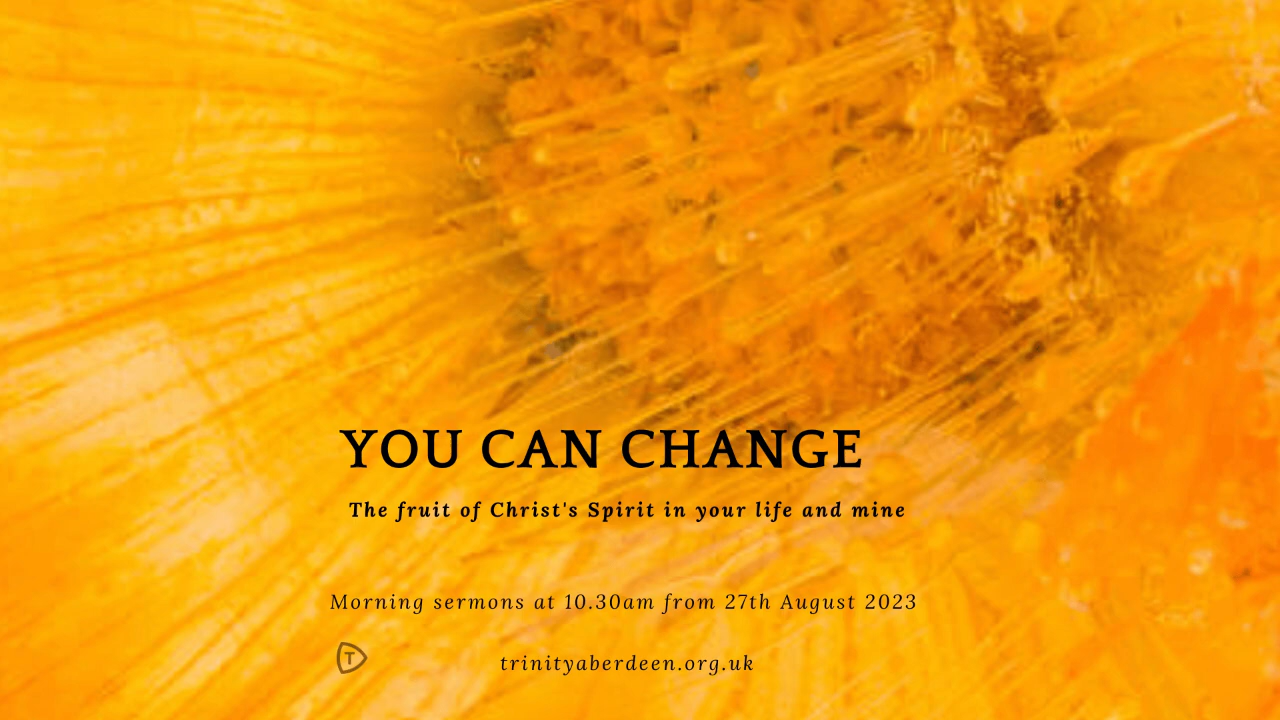 YOU CAN CHANGE
The fruit of Christ's Spirit in your life and mine
Morning sermons at 10.30am from 27th August 2023
T
trinityaberdeen.org.uk